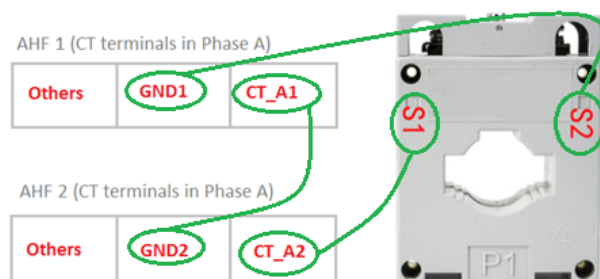 AHF 1 (CT terminals in Phase A)
Others GND1 CT_A1
S1 S2
AHF 2 (CT terminals in Phase A)
Others GND2 CT_A2
P1